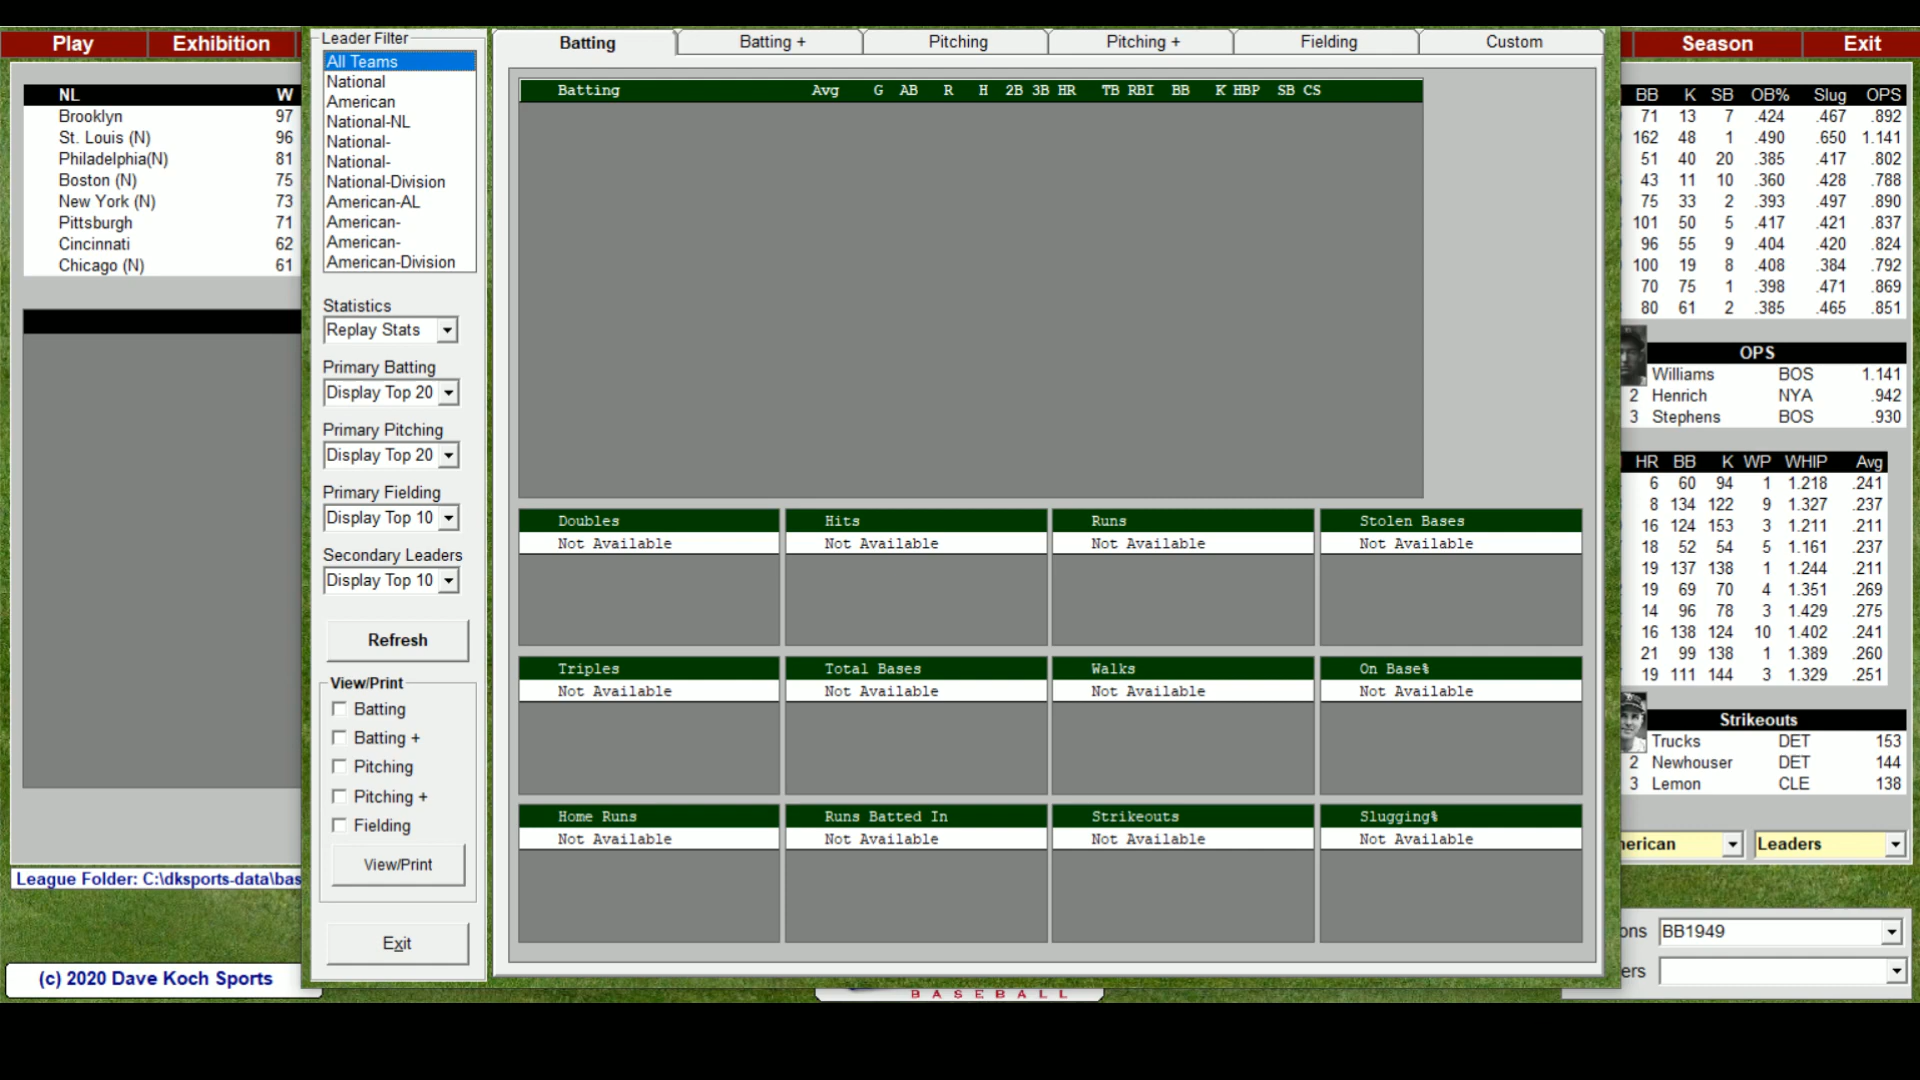 Play Exhibition
Season Exit
NL W
Brooklyn 97
St. Louis (N) 96
Philadelphia(N) 81
Boston (N) 75
New York (N) 73
Pittsburgh 71
Cincinnati 62
Chicago (N) 61
League Folder: C:\dksports-data\bas
(c) 2020 Dave Koch Sports
Leader Filter
All Teams
National
American
National-NL
National-
National-
National-Division
American-AL
American-
American-
American-Division
Statistics
Replay Stats
Primary Batting
Display Top 20
Primary Pitching
Display Top 20
Primary Fielding
Display Top 10
Secondary Leaders
Display Top 10
Refresh
View/Print
Batting
Batting +
Pitching
Pitching +
Fielding
View/Print
Exit
Batting Batting + Pitching Pitching + Fielding Custom
Batting Avg G AB R H 2B 3B HR TB RBI BB K HBP SB CS
Doubles Hits Runs Stolen Bases
Not Available Not Available Not Available Not Available
Triples Total Bases Walks On Base%
Not Available Not Available Not Available Not Available
Home Runs Runs Batted In Strikeouts Slugging%
Not Available Not Available Not Available Not Available
BASEBALL
BB K SB OB% Slug OPS
71 13 7 .424 .467 .892
162 48 1 .490 .650 1.141
51 40 20 .385 .417 .802
43 11 10 .360 .428 .788
75 33 2 .393 .497 .890
101 50 5 .417 .421 .837
96 55 9 .404 .420 .824
100 19 8 .408 .384 .792
70 75 1 .398 .471 .869
80 61 2 .385 .465 .851
OPS
Williams BOS 1.141
2 Henrich NYA .942
3 Stephens BOS .930
HR BB K WP WHIP Avg
6 60 94 1 1.218 .241
8 134 122 9 1.327 .237
16 124 153 3 1.211 .211
18 52 54 5 1.161 .237
19 137 138 1 1.244 .211
19 69 70 4 1.351 .269
14 96 78 3 1.429 .275
16 138 124 10 1.402 .241
21 99 138 1 1.389 .260
19 111 144 3 1.329 .251
Strikeouts
Trucks DET 153
2 Newhouser DET 144
3 Lemon CLE 138
nerican Leaders
ons BB1949
ers